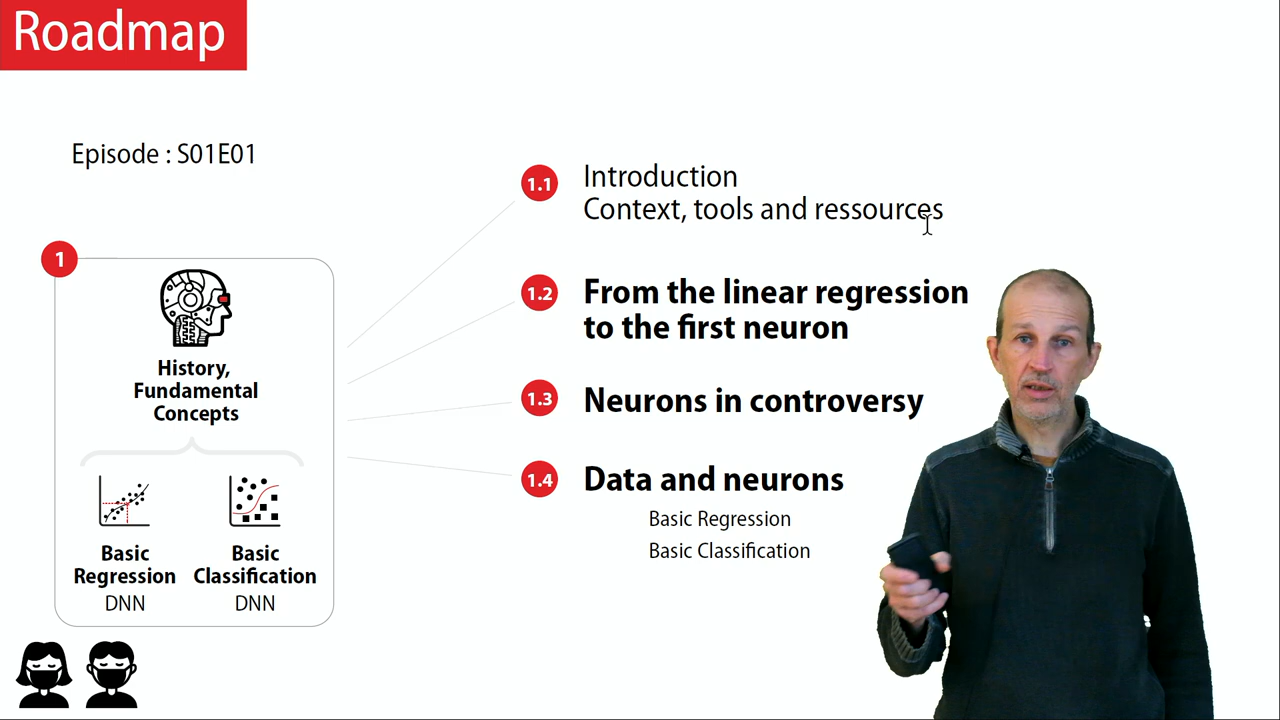 Roadmap
Episode : S01E01
1
History,
Fundamental
Concepts
Basic
Regression
DNN
Basic
Classification
DNN
1.1
Introduction
Context, tools and ressources
1.2
From the linear regression
to the first neuron
1.3
Neurons in controversy
1.4
Data and neurons
Basic Regression
Basic Classification